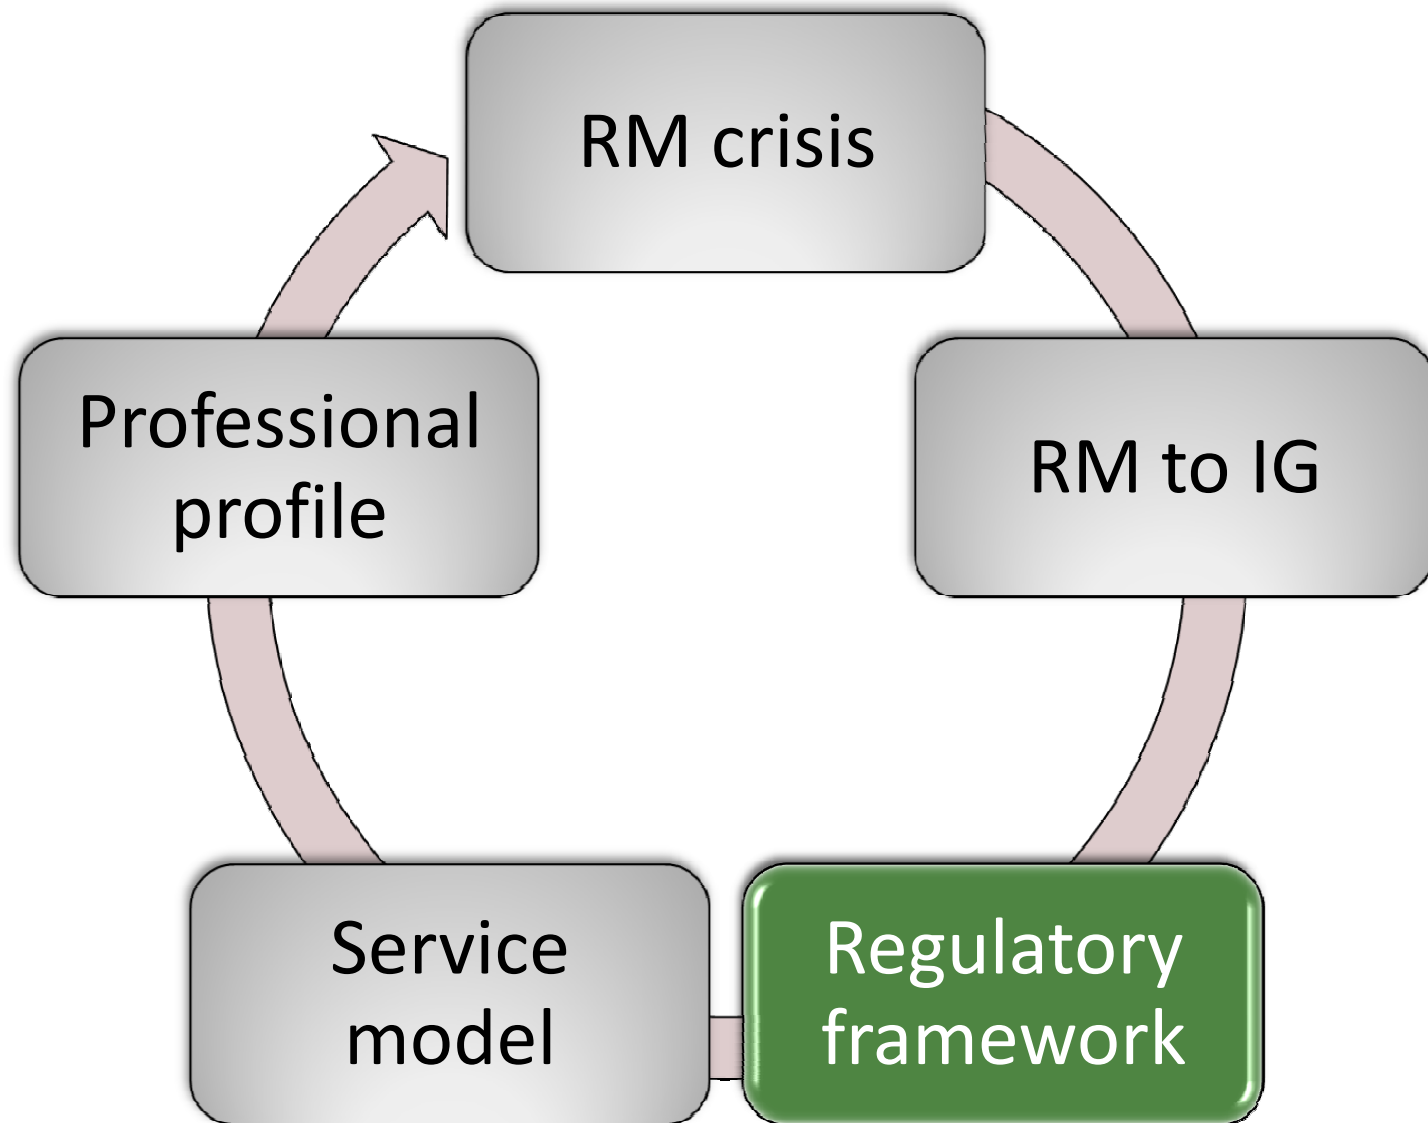 RM crisis
RM to IG
Regulatory
framework
Service
model
Professional
profile